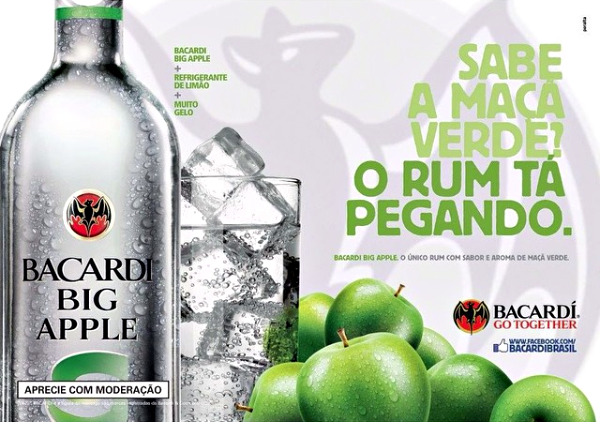 BACARDI
BIG APPLE
+
REFRIGERANTE
DE LIMÃO
+
MUITO
GELO
SABE
A MAÇÃ
VERDE?
O RUM TÁ
PEGANDO.
BACARDI BIG APPLE. O ÚNICO RUM COM SABOR E AROMA DE MAÇÃ VERDE.
BACARDI
BIG
APPLE
APRECIE COM MODERAÇÃO
BACARDÍ
GO TOGETHER
WWW.FACEBOOK.COM/
BACARDIBRASIL